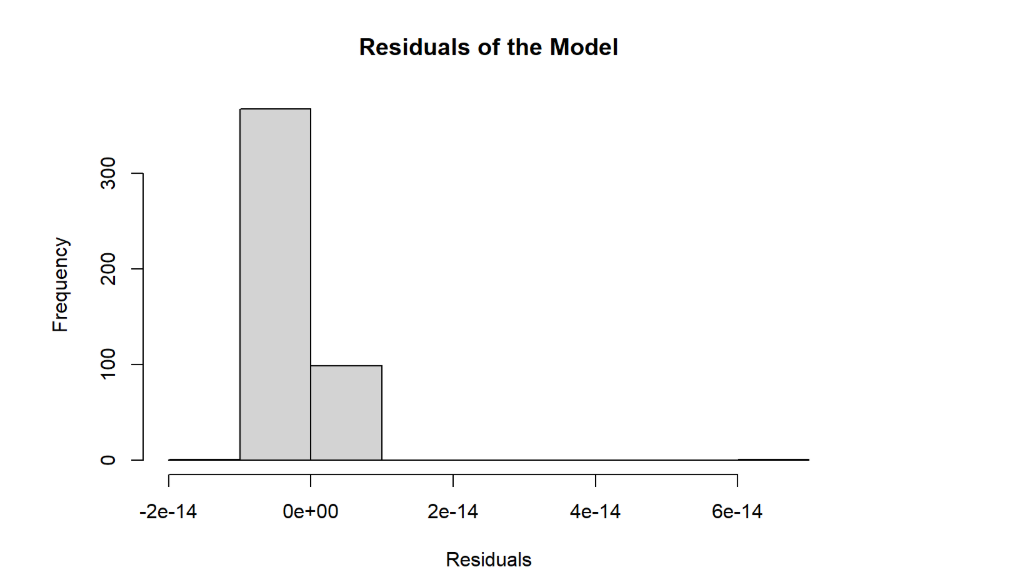 Residuals of the Model
Frequency
300
200
100
0
-2e-14 0e+00 2e-14 4e-14 6e-14
Residuals